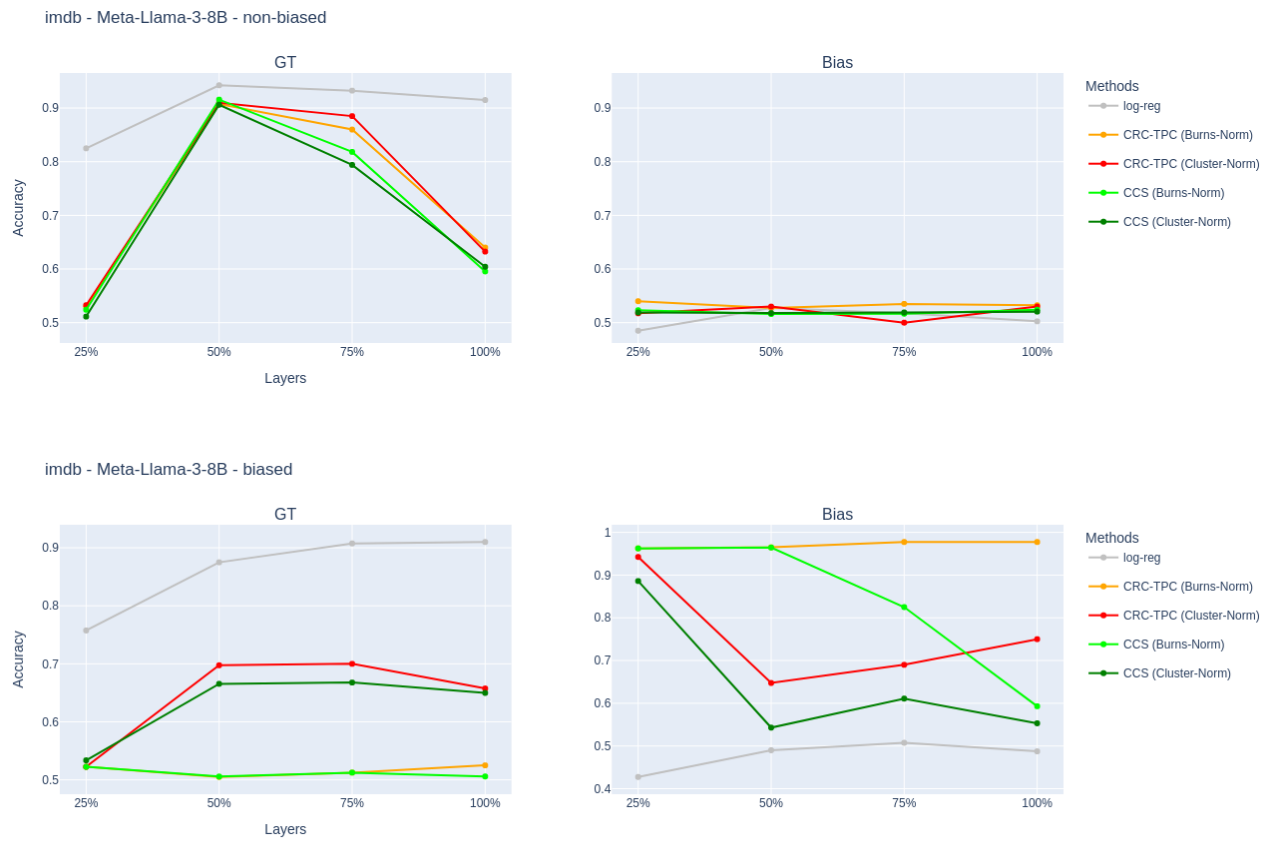 imdb - Meta-Llama-3-8B - non-biased
GT
Bias
Accuracy
0.9
0.8
0.7
0.6
0.5
25%
50%
75%
100%
Layers
0.9
0.8
0.7
0.6
0.5
25%
50%
75%
100%
Methods
log-reg
CRC-TPC (Burns-Norm)
CRC-TPC (Cluster-Norm)
CCS (Burns-Norm)
CCS (Cluster-Norm)
imdb - Meta-Llama-3-8B - biased
GT
Bias
Accuracy
0.9
0.8
0.7
0.6
0.5
25%
50%
75%
100%
Layers
1
0.9
0.8
0.7
0.6
0.5
0.4
25%
50%
75%
100%
Methods
log-reg
CRC-TPC (Burns-Norm)
CRC-TPC (Cluster-Norm)
CCS (Burns-Norm)
CCS (Cluster-Norm)